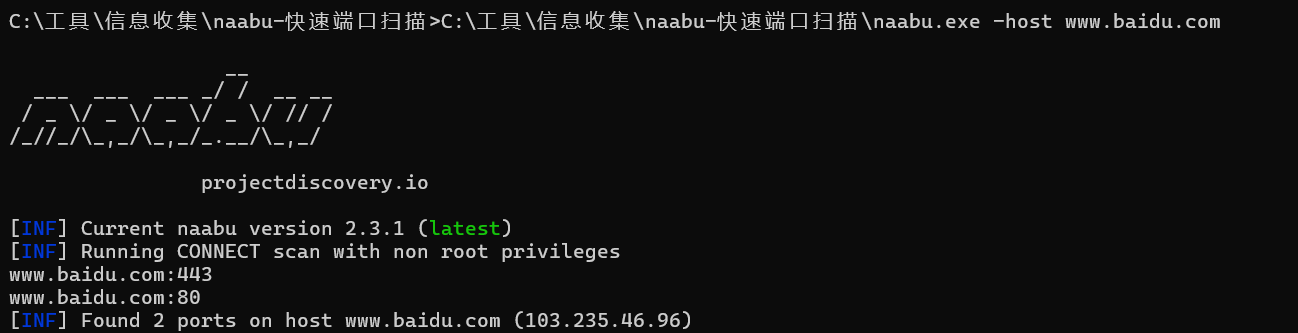 C:\工具\信息收集\naabu-快速端口扫描>C:\工具\信息收集\naabu-快速端口扫描\naabu.exe -host www.baidu.com
                  __
  ___  ___  ___ _/ /  __ __
 / _ \/ _ \/ _ \/ _ \/ // /
/_//_/\_,_/\_,_/_.__/\_,_/
projectdiscovery.io
[INF] Current naabu version 2.3.1 (latest)
[INF] Running CONNECT scan with non root privileges
www.baidu.com:443
www.baidu.com:80
[INF] Found 2 ports on host www.baidu.com (103.235.46.96)